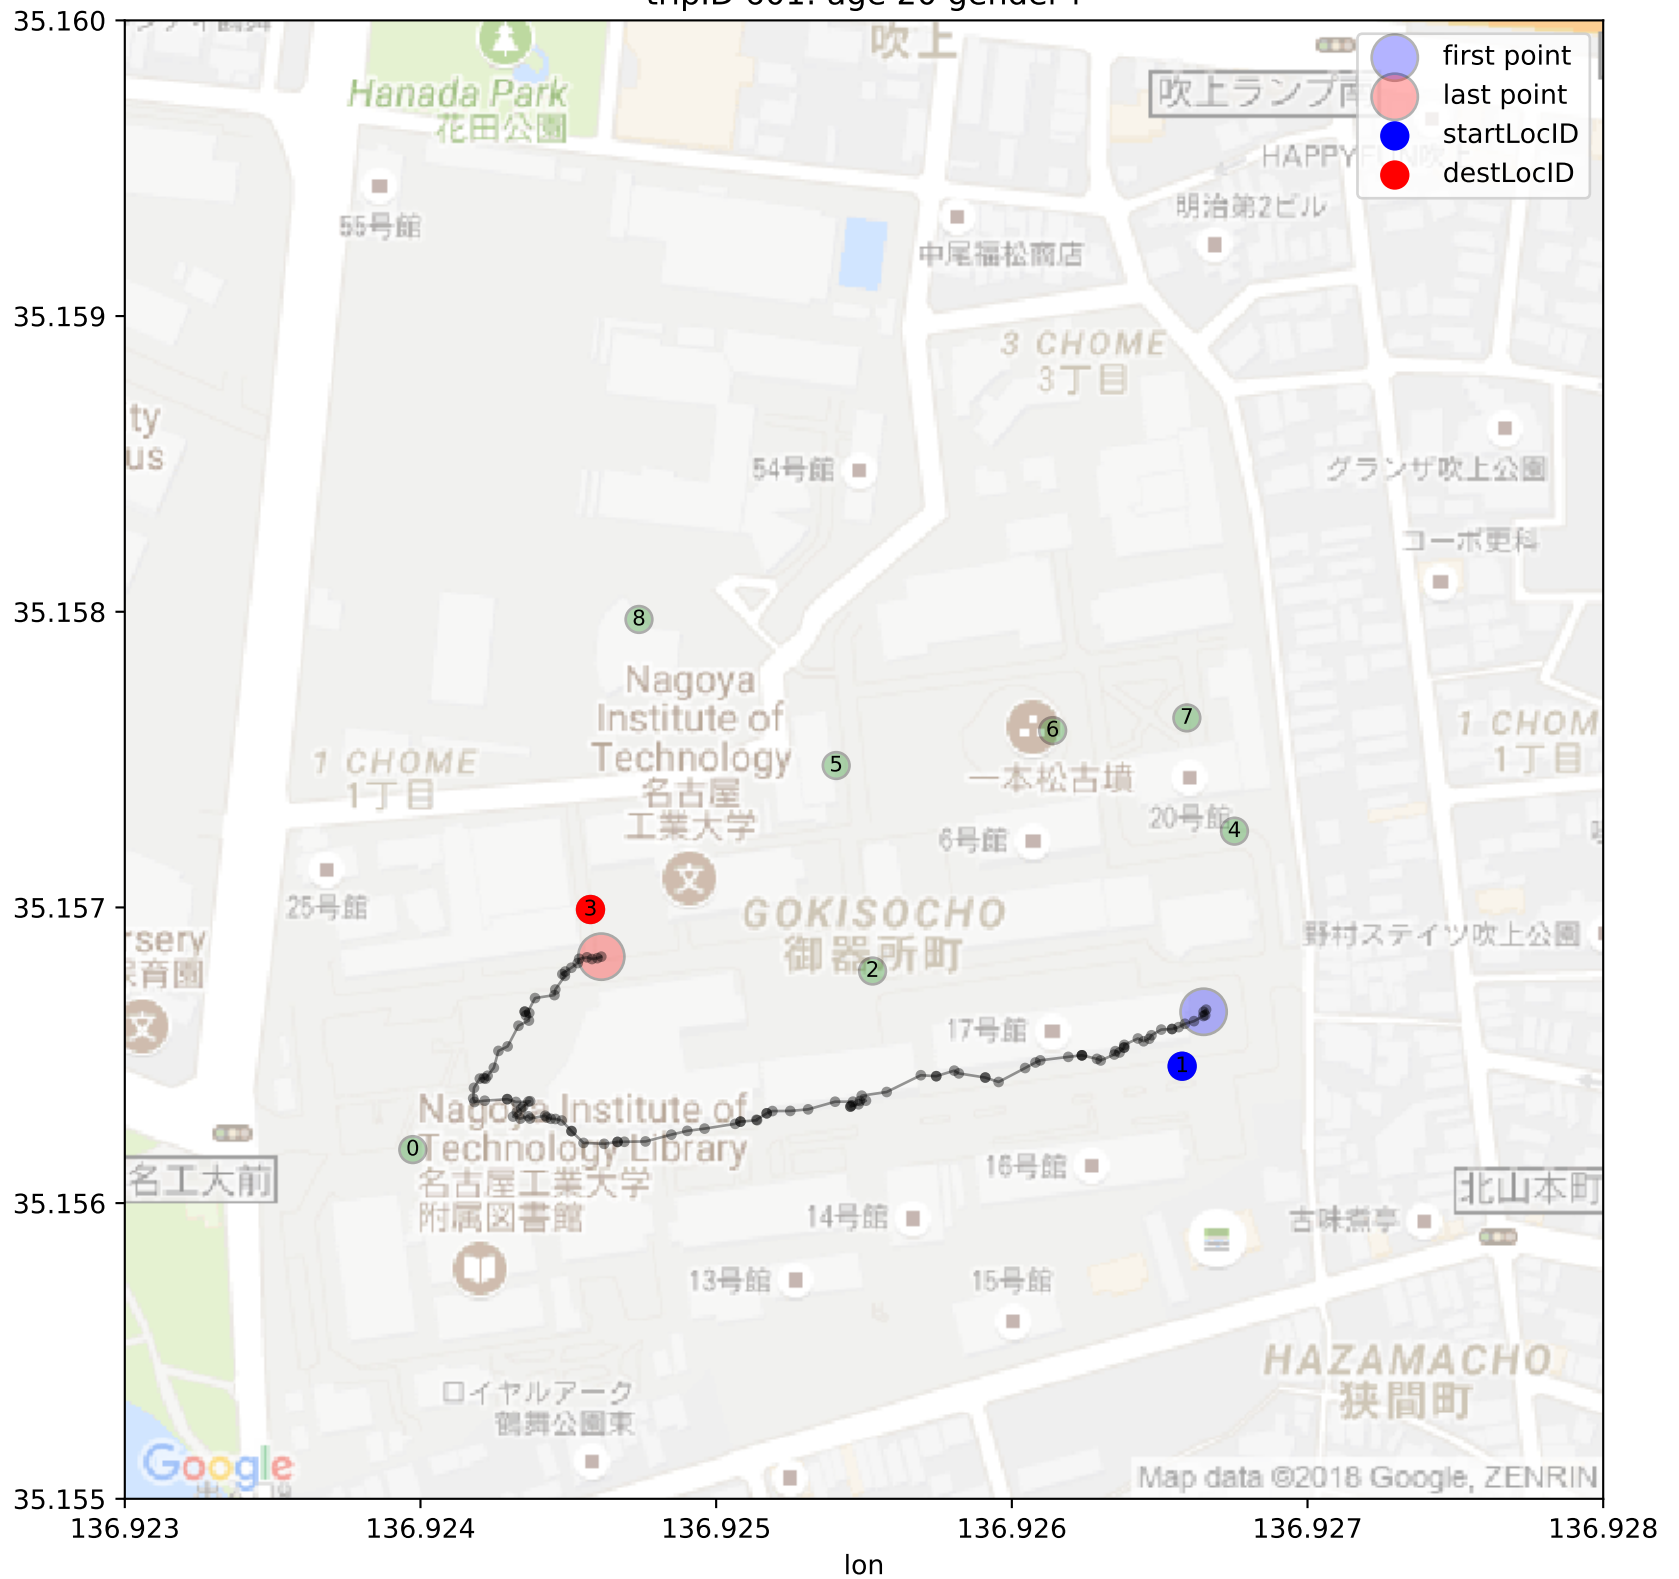 35.160
吹上
first point
Hanada Park
花田公園
吹上ランプ
last point
startLocID
destLocID
明治第2ビル
55号館
中尾福松商店
35.159
3 CHOME
3丁目
ty
us
54号館
グランザ吹上公園
コーポ更科
35.158
8
Nagoya
Institute of
Technology
名古屋
工業大学
7
6
5
1 CHOME
1丁目
1 CHOM
1丁目
一本松古墳
20号館
4
6号館
25号館
35.157
3
GOKISOCHO
御器所町
2
野村ステイツ吹上公園
rsery
保育園
17号館
1
Nagoya Institute of
Technology Library
名古屋工業大学
附属図書館
0
名工大前
16号館
北山本町
35.156
14号館
古味煮亭
13号館
15号館
HAZAMACHO
狭間町
ロイヤルアーク
鶴舞公園東
Google
Map data ©2018 Google, ZENRIN
35.155
136.923
136.924
136.925
136.926
136.927
136.928
lon